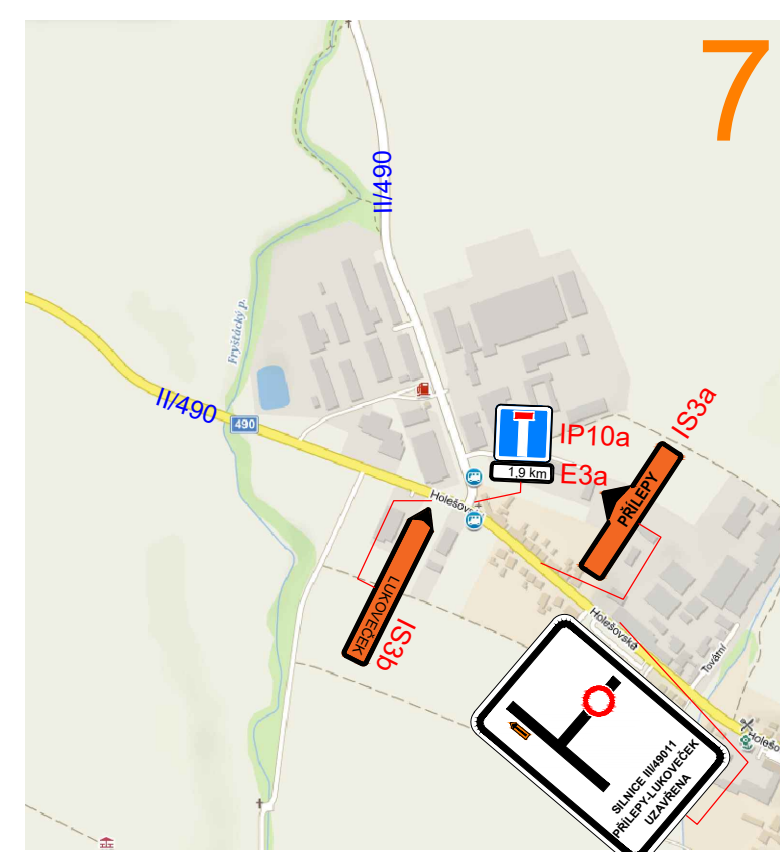 7
II/490
Fryštácký p.
II/490
490
IP10a
1,9 km
E3a
IS3a
PŘÍLEPY
Holešovs
LUKOVEČEK
IS3b
Holešovská
Tovární
Holešo
SILNICE III/49011
PŘÍLEPY-LUKOVEČEK
UZAVŘENA